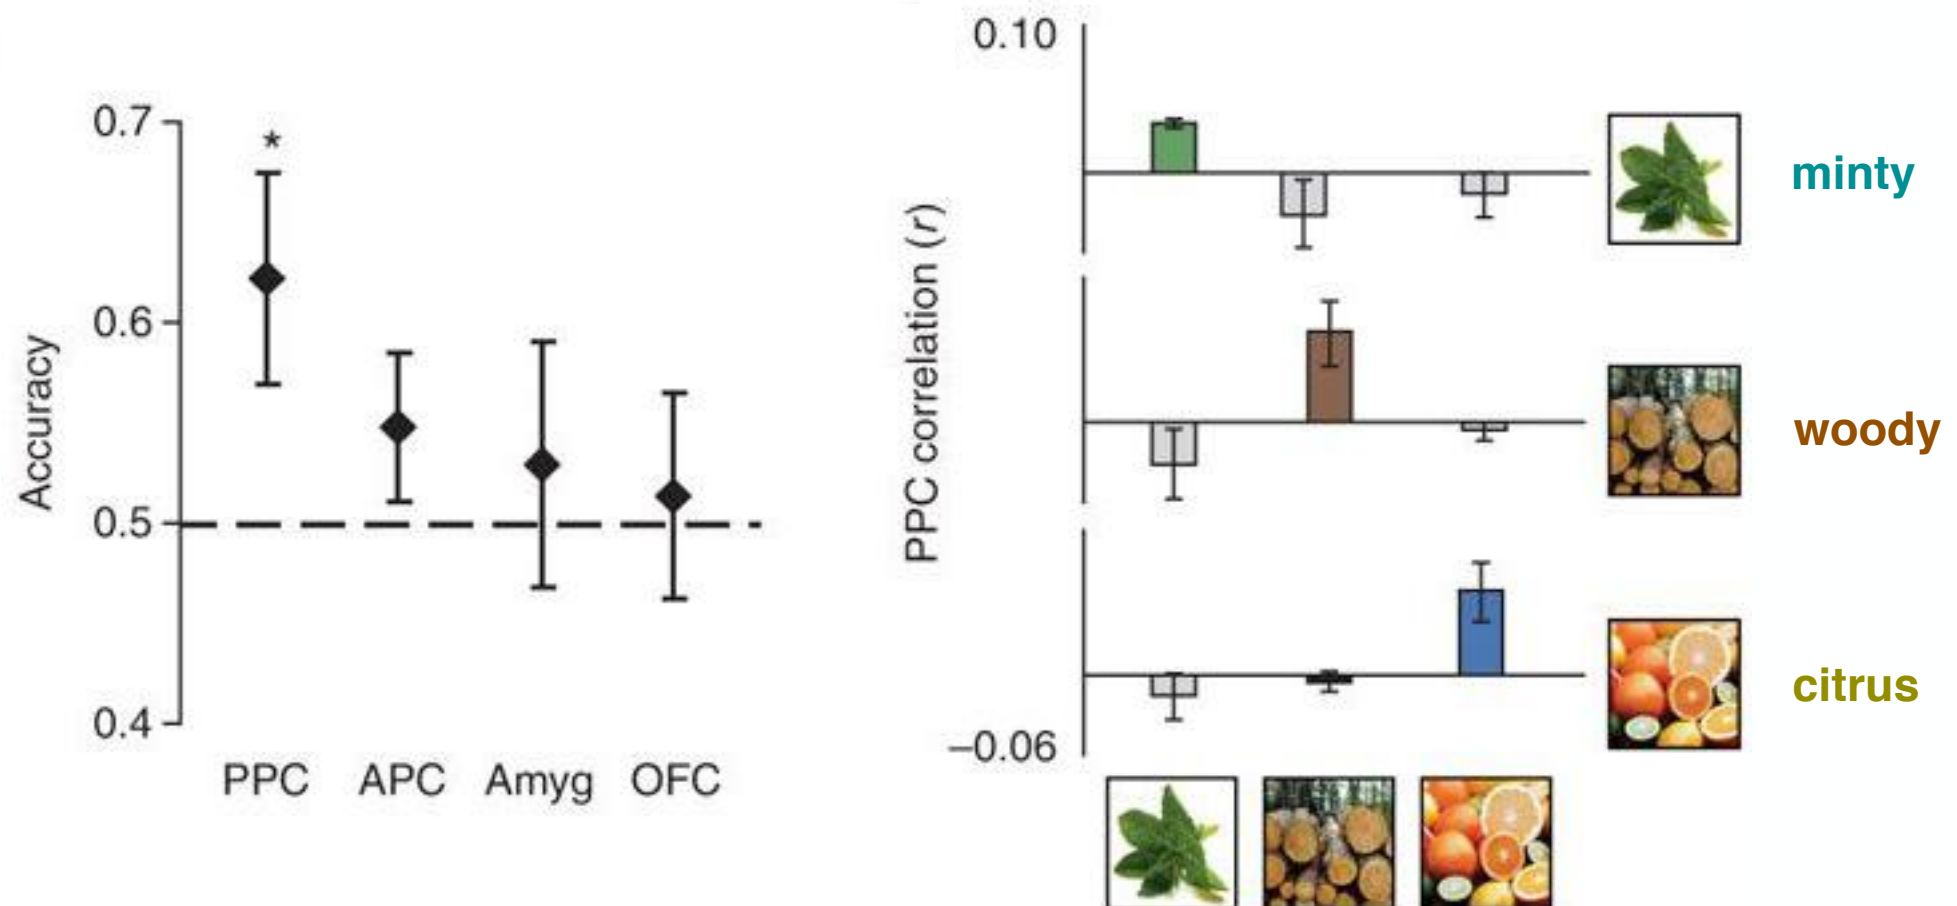 0.7
*
0.6
0.5
0.4
Accuracy
PPC APC Amyg OFC
0.10
−0.06
PPC correlation (r)
minty
woody
citrus